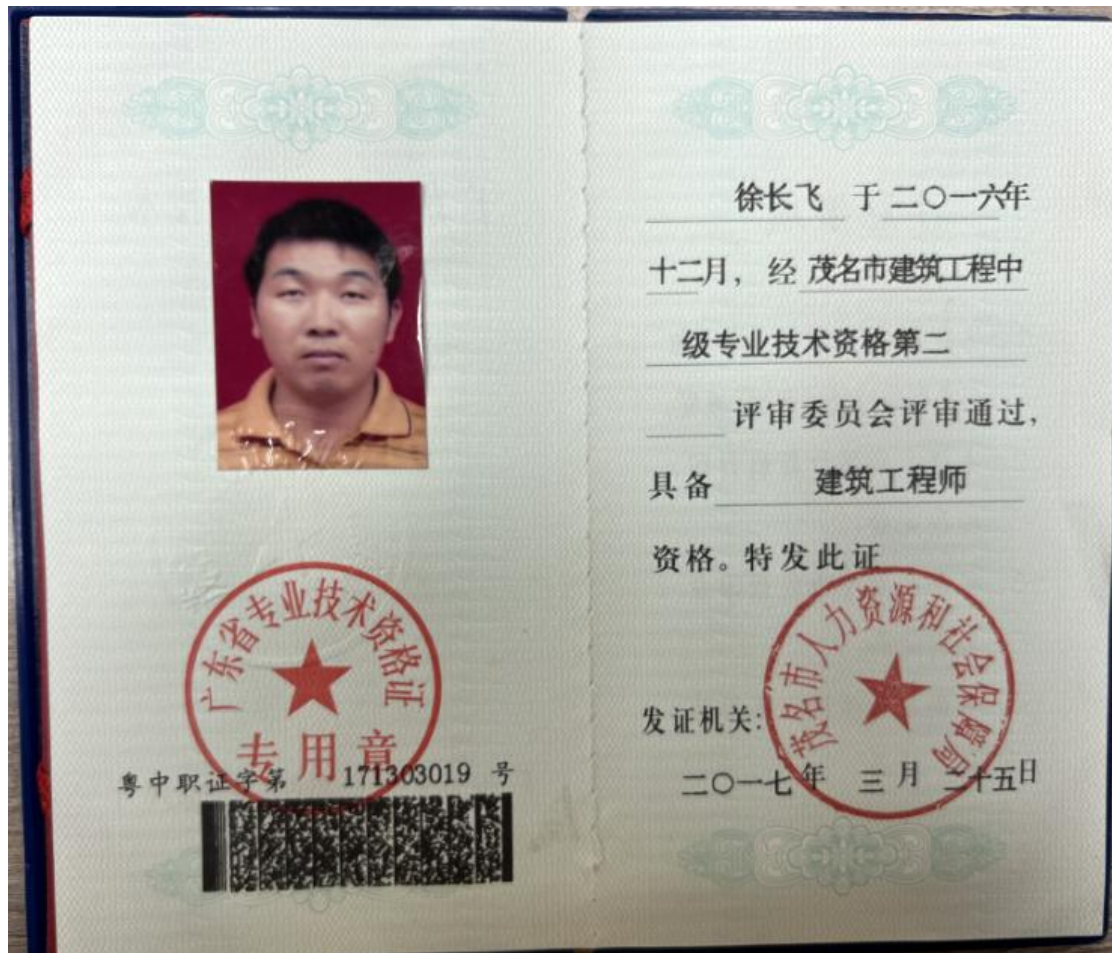 广东省专业技术资格证
专用章
粤中职证字第 171303019 号
徐长飞 于 二〇一六年
十二月，经 茂名市建筑工程中
级专业技术资格第二
评审委员会评审通过，
具备 建筑工程师
资格。特发此证
茂名市人力资源和社会保障局
发证机关：
二〇一七年 三月 二十五日